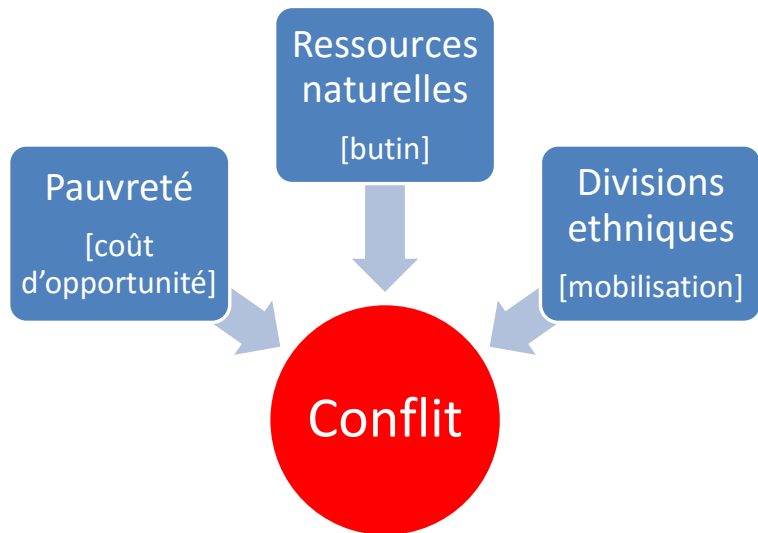 Ressources
naturelles
[butin]
Pauvreté
[coût
d’opportunité]
Divisions
ethniques
[mobilisation]
Conflit